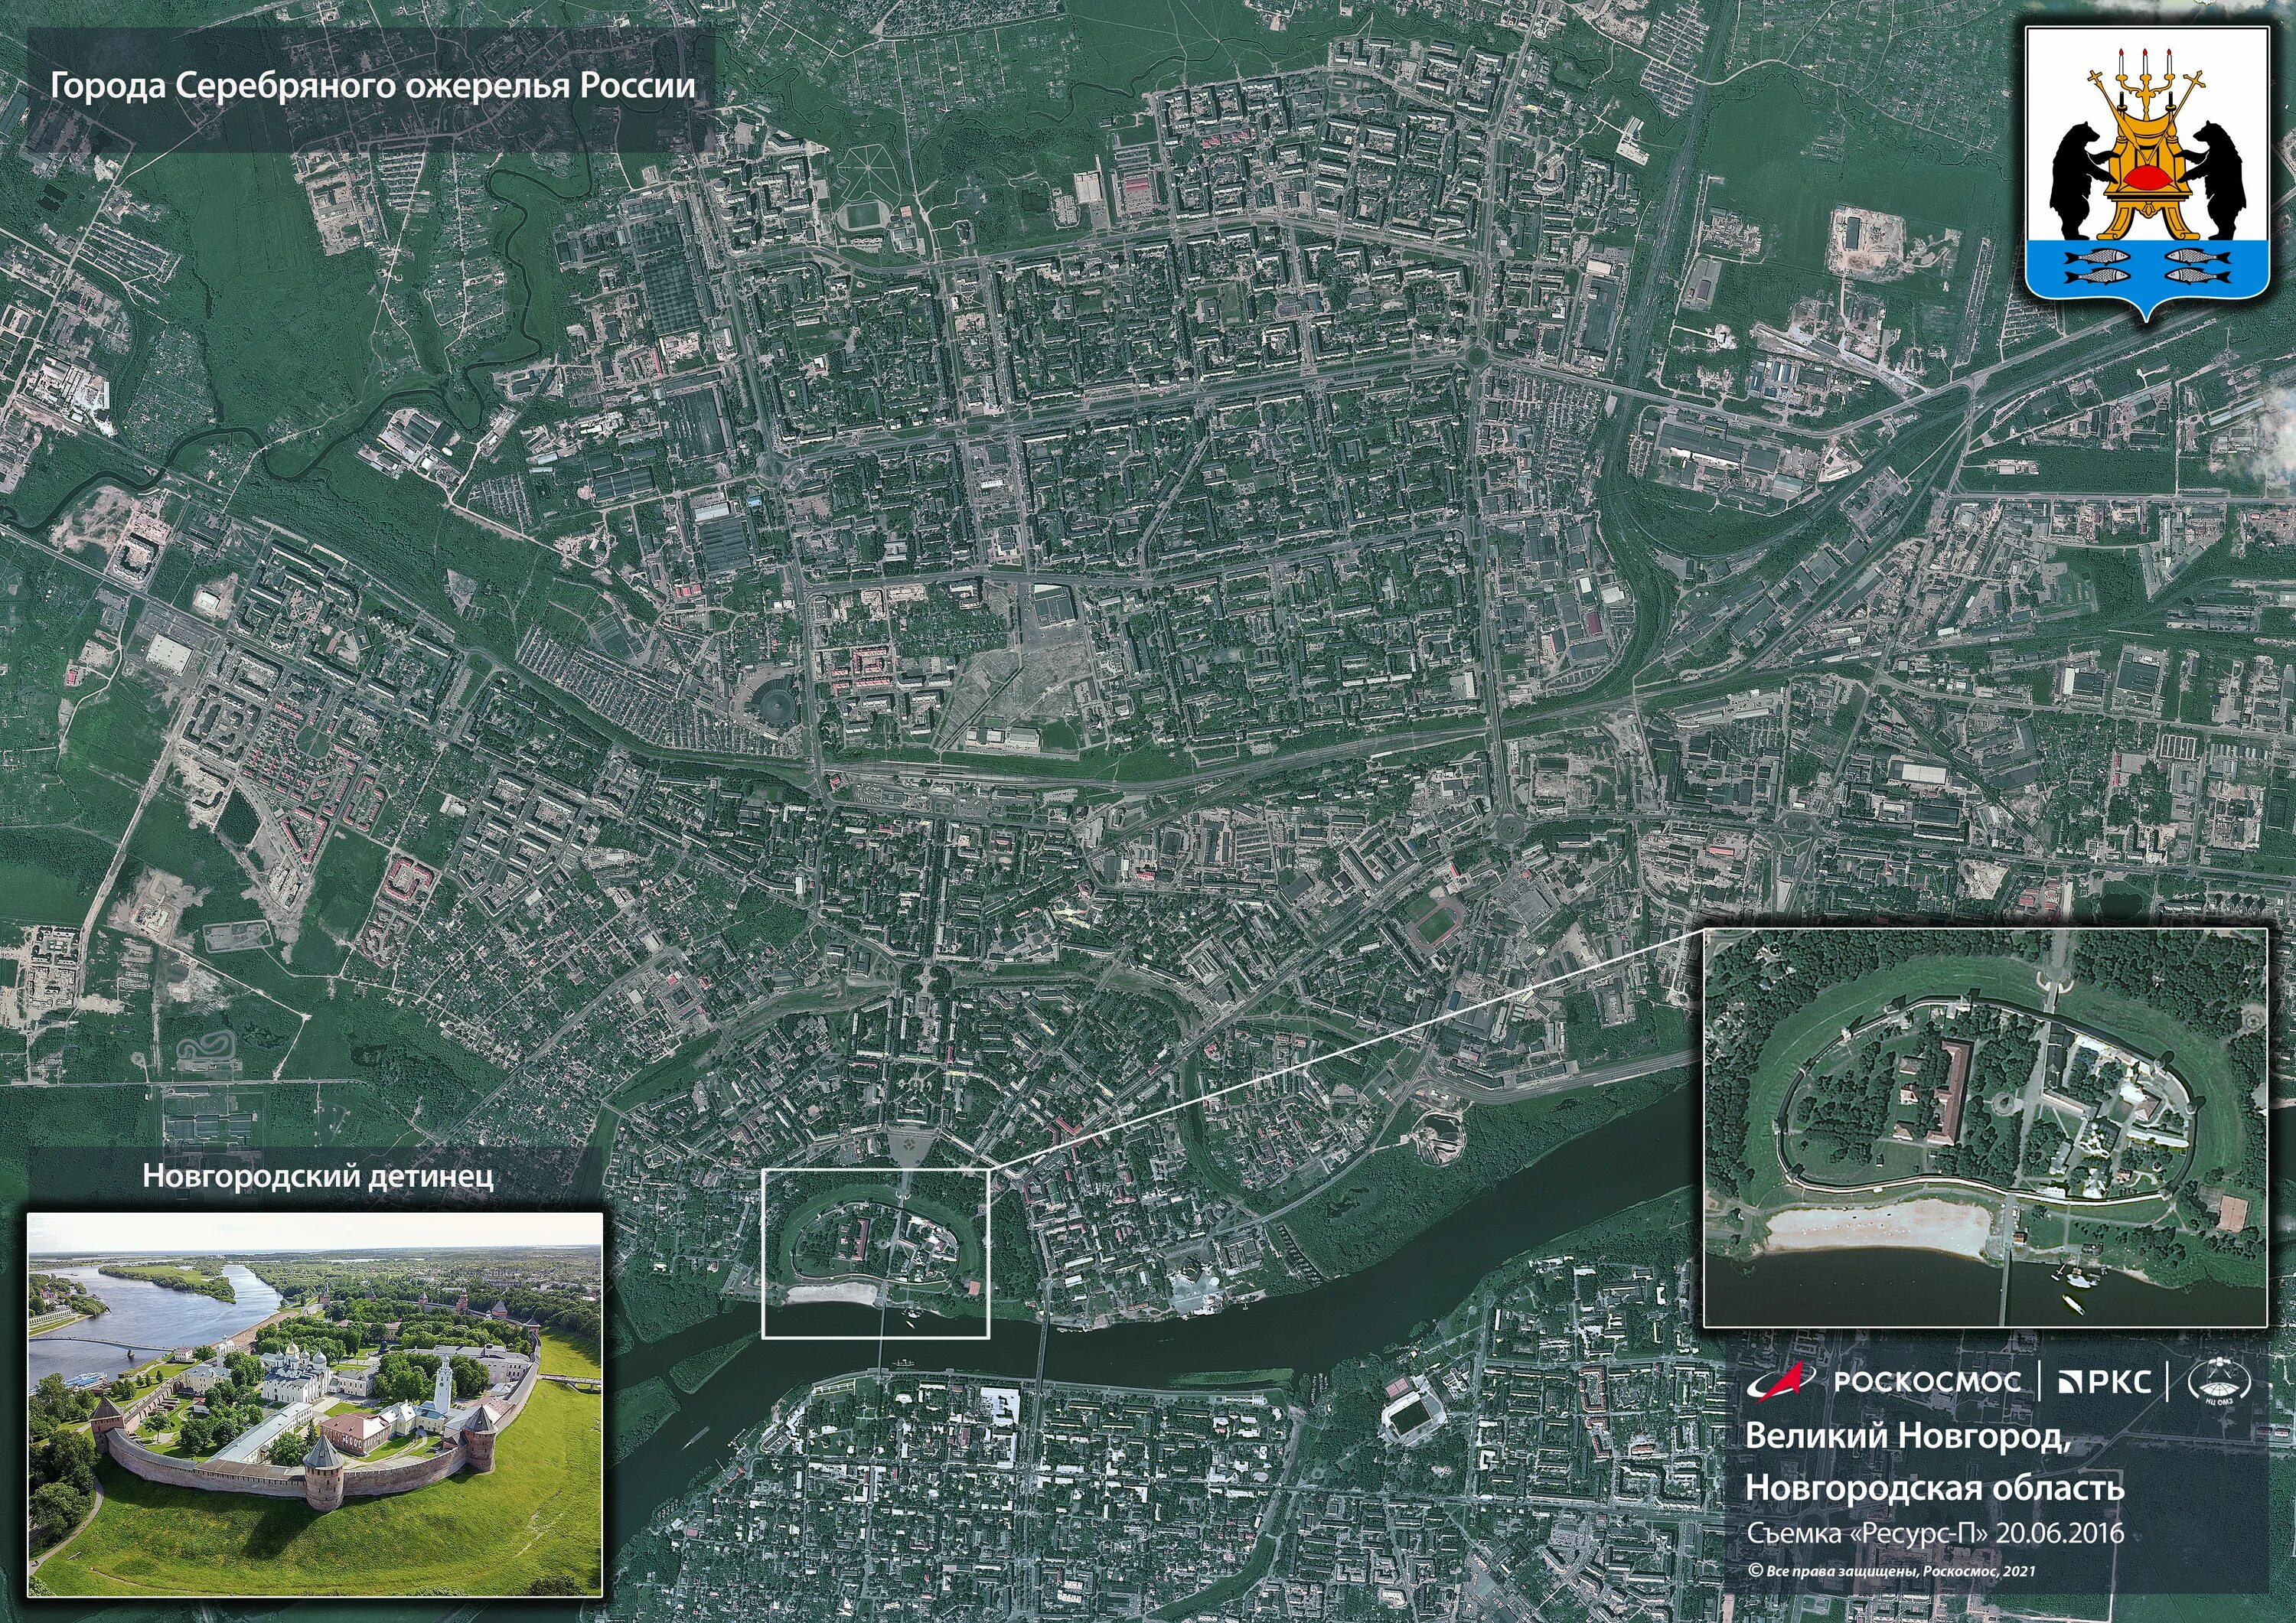 Города Серебряного ожерелья России
Новгородский детинец
РОСКОСМОС
РКС
НЦ ОМЗ
Великий Новгород,
Новгородская область
Съемка «Ресурс-П» 20.06.2016
© Все права защищены, Роскосмос, 2021